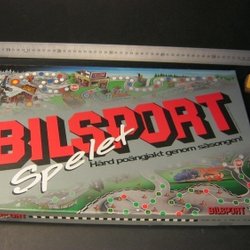 BILSPORT
Spelet
Hård poängjakt genom säsongen!
BILSPORT